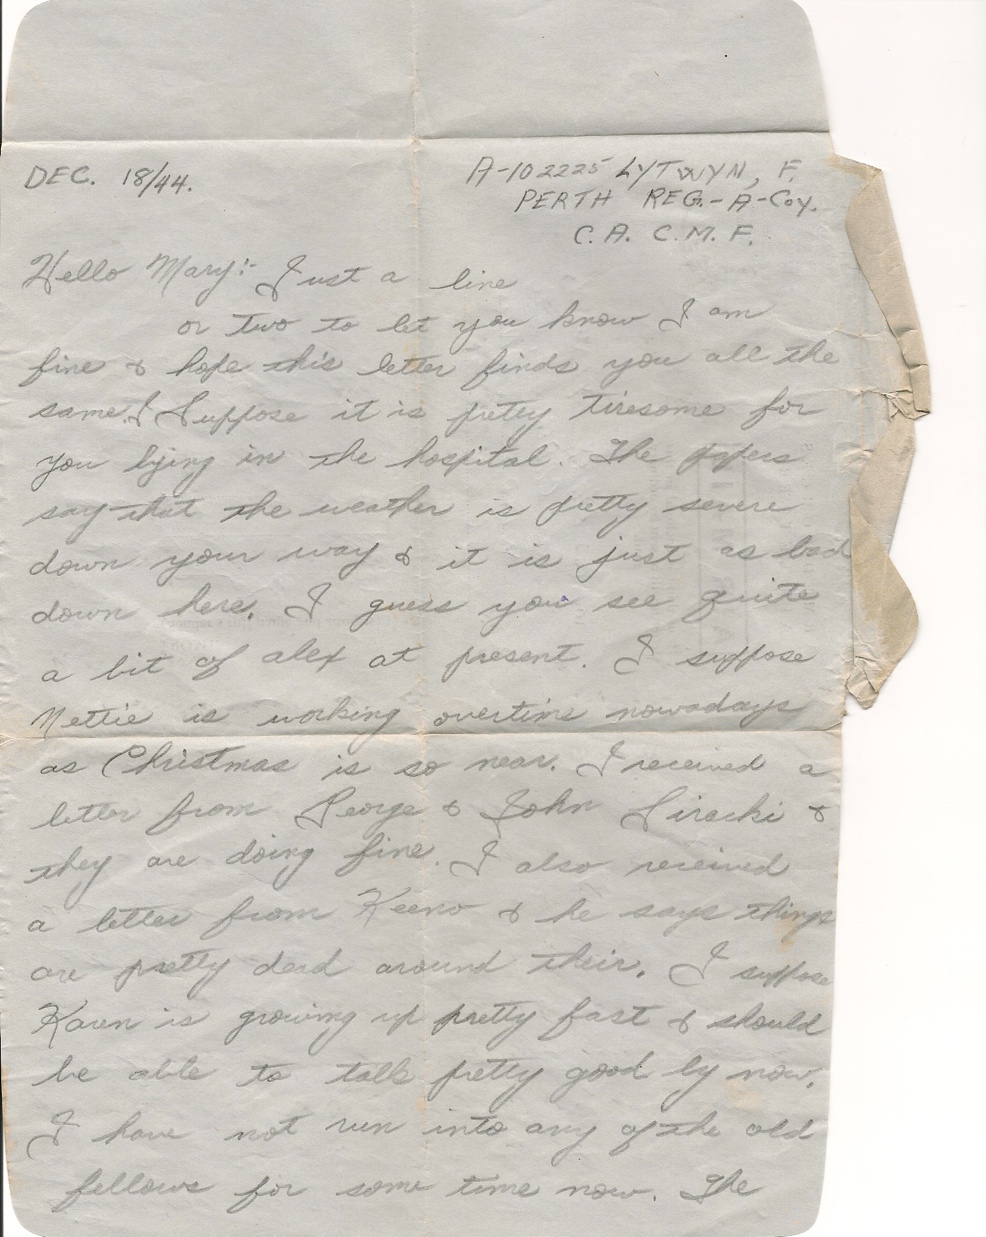 DEC. 18/44.
A-102225 LYTWYN, F.
PERTH REG.-A-Coy.
C. A. C. M. F.
Hello Mary:- Just a line
or two to let you know I am
fine & hope this letter finds you all the
same. I Suppose it is pretty tiresome for
you lying in the hospital. The papers
say that the weather is pretty severe
down your way & it is just as bad
down here. I guess you see quite
a bit of alex at present. I suppose
Nettie is working overtime nowadays
as Christmas is so near. I received a
letter from George & John Siracki &
they are doing fine. I also received
a letter from Keeno & he says things
are pretty dead around their. I suppose
Karen is growing up pretty fast & should
be able to talk pretty good by now.
I have not run into any of the old
fellows for some time now. The